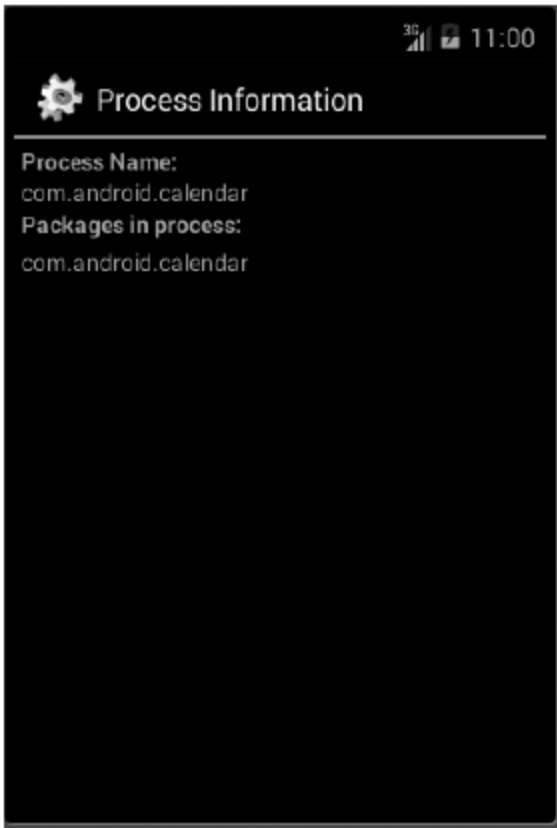 3G 11:00
Process Information
Process Name:
com.android.calendar
Packages in process:
com.android.calendar